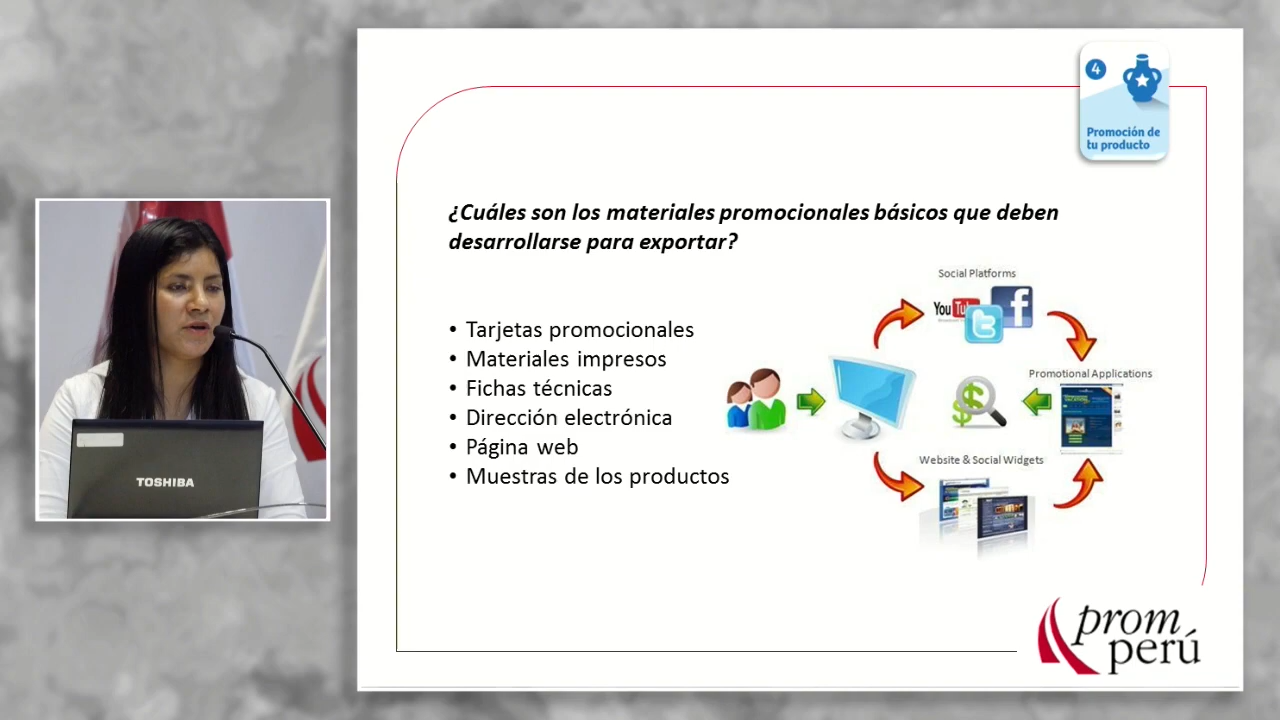 4
Promoción de
tu producto
¿Cuáles son los materiales promocionales básicos que deben
desarrollarse para exportar?
• Tarjetas promocionales
• Materiales impresos
• Fichas técnicas
• Dirección electrónica
• Página web
• Muestras de los productos
Social Platforms
You Tube
f
t
Promotional Applications
$
$
Website & Social Widgets
TOSHIBA
prom
perú